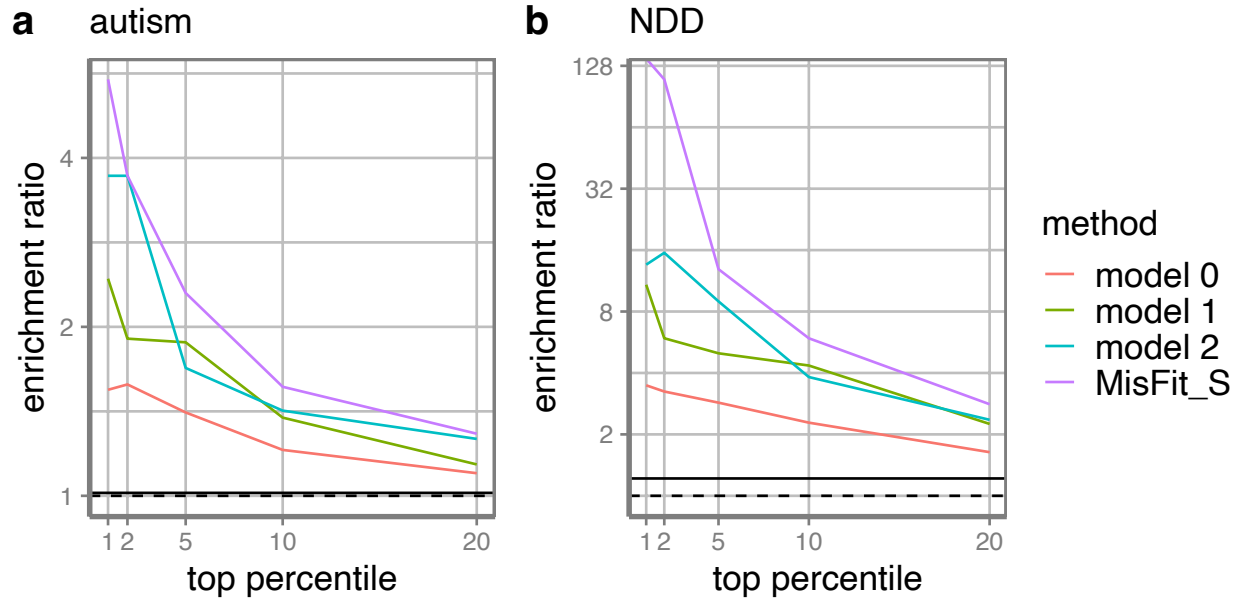 a autism
4
2
1
enrichment ratio
1 2 5 10 20
top percentile
b NDD
128
32
8
2
enrichment ratio
1 2 5 10 20
top percentile
method
model 0
model 1
model 2
MisFit_S